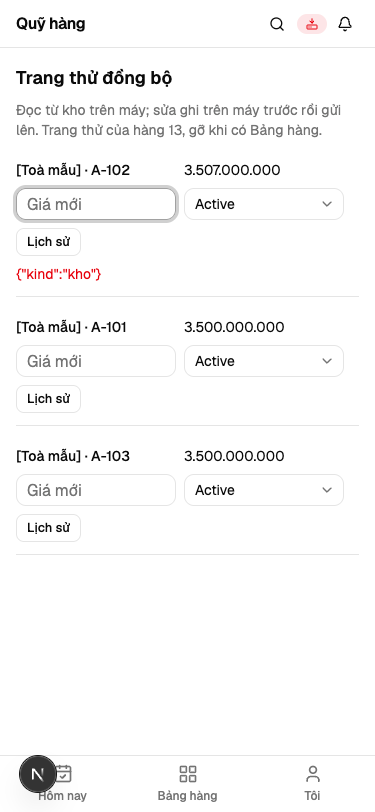 Quỹ hàng
Trang thử đồng bộ
Đọc từ kho trên máy; sửa ghi trên máy trước rồi gửi
lên. Trang thử của hàng 13, gỡ khi có Bảng hàng.
[Toà mẫu] · A-102 3.507.000.000
Giá mới Active
Lịch sử
{"kind":"kho"}
[Toà mẫu] · A-101 3.500.000.000
Giá mới Active
Lịch sử
[Toà mẫu] · A-103 3.500.000.000
Giá mới Active
Lịch sử
N
Hôm nay Bảng hàng Tôi